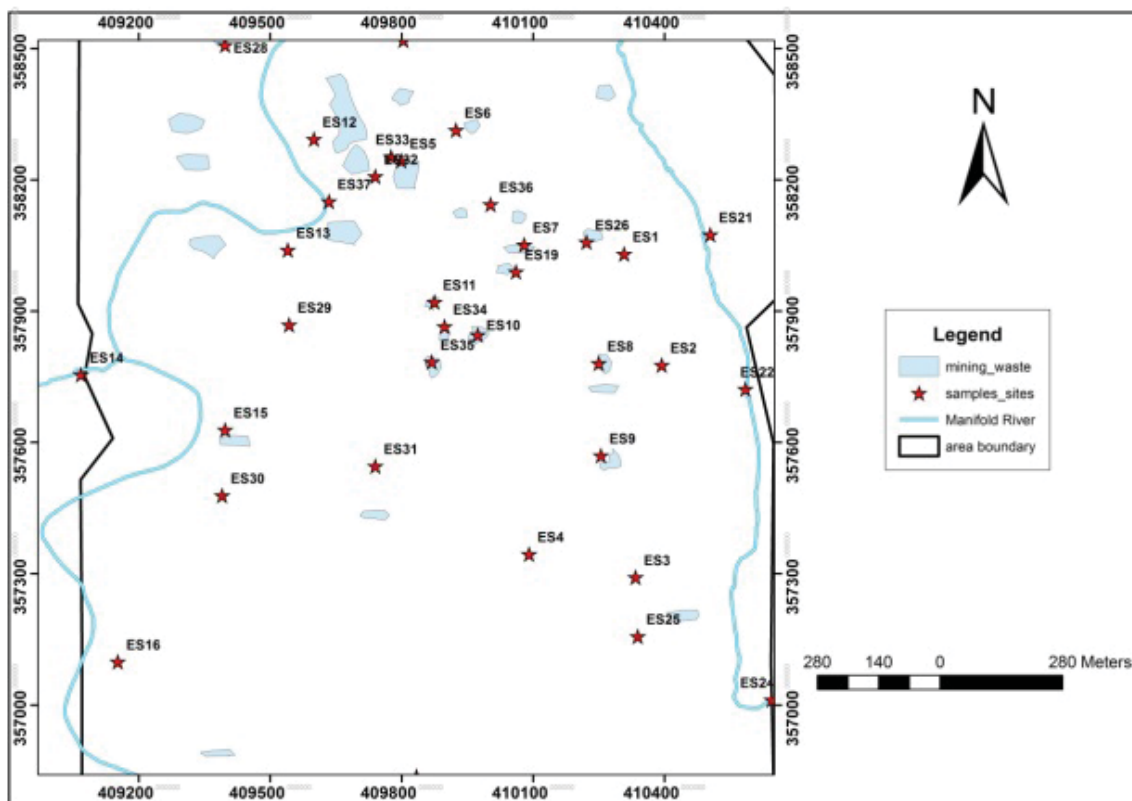 409200 409500 409800 410100 410400
358500
358200
357900
357600
357300
357000
358500
358200
357900
357600
357300
357000
ES28
ES12
ES33
ES5
ES6
ES32
ES37
ES36
ES13
ES7
ES26
ES1
ES21
ES19
ES11
ES29
ES34
ES10
ES35
ES8
ES2
ES14
ES22
ES15
ES31
ES9
ES30
ES4
ES3
ES25
ES16
ES24
409200 409500 409800 410100 410400
N
Legend
mining_waste
samples_sites
Manifold River
area boundary
280 140 0 280 Meters